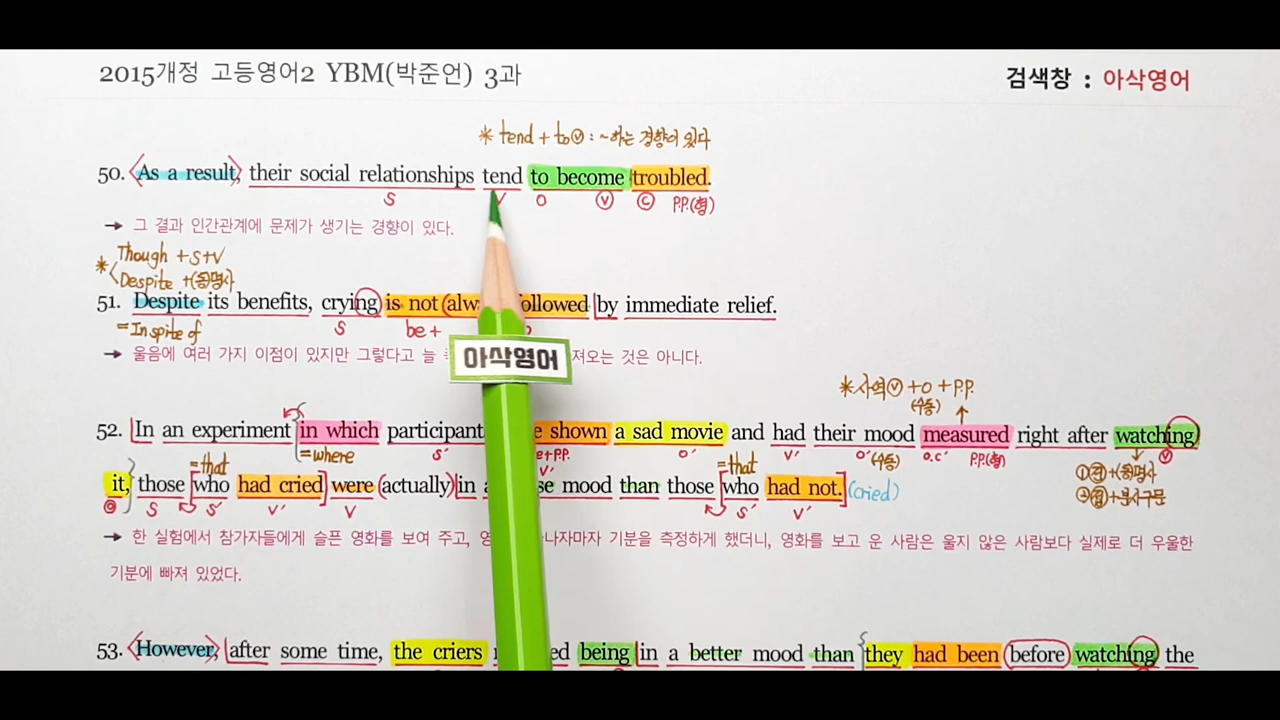 2015개정 고등영어2 YBM(박준언) 3과
검색창 : 아삭영어
* tend + to ⓥ : ~하는 경향이 있다
50. <As a result,> their social relationships tend to become troubled.
S V O ⓥ ⓒ P.P.(형)
→ 그 결과 인간관계에 문제가 생기는 경향이 있다.
* Though + S+V
Despite +(동)명사
51. Despite its benefits, crying is not (alw followed by immediate relief.
= In spite of S be +
→ 울음에 여러 가지 이점이 있지만 그렇다고 늘 져오는 것은 아니다.
아삭영어
* 사역ⓥ + O + P.P.
(수동)
52. In an experiment in which participant e shown a sad movie and had their mood measured right after watching
= where S' e+P.P. V' O' V' O' (수동) O.C' P.P.(형) ⓥ
= that = that ① 전 +(동)명사
it, those [who had cried] were (actually) in a se mood than those [who had not.] (cried)
ⓞ S S' V' V S' V' ② 접 +분사구문
→ 한 실험에서 참가자들에게 슬픈 영화를 보여 주고, 영 나자마자 기분을 측정하게 했더니, 영화를 보고 운 사람은 울지 않은 사람보다 실제로 더 우울한
기분에 빠져 있었다.
53. <However,> after some time, the criers ed being in a better mood than they had been before watching the